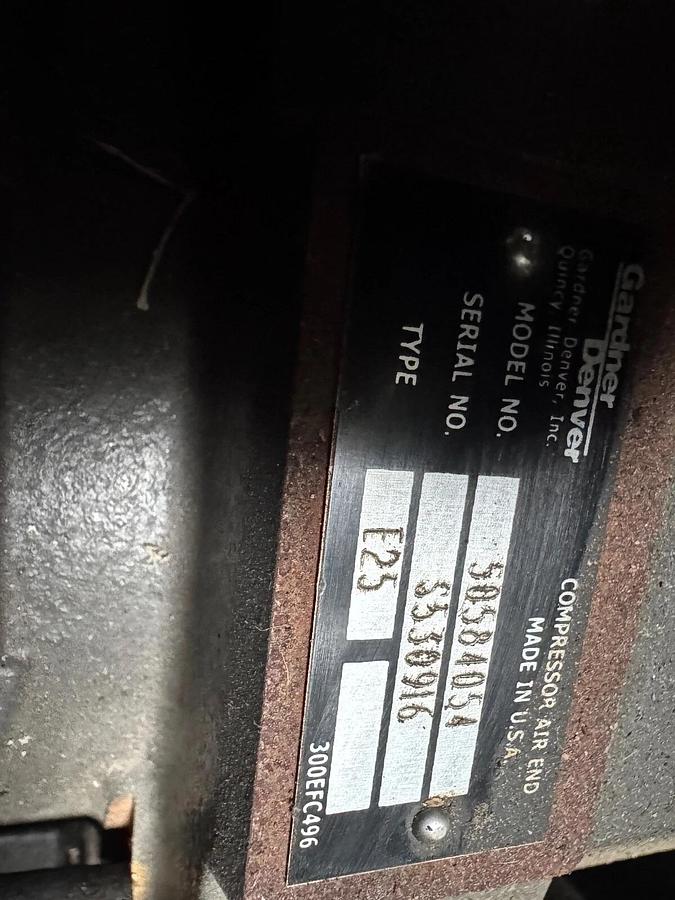 Gardner
Denver
Gardner Denver, Inc.
Quincy, Illinois
COMPRESSOR AIR END
MADE IN U.S.A
MODEL NO. 50584054
SERIAL NO. S330916
TYPE E25
300EFC496